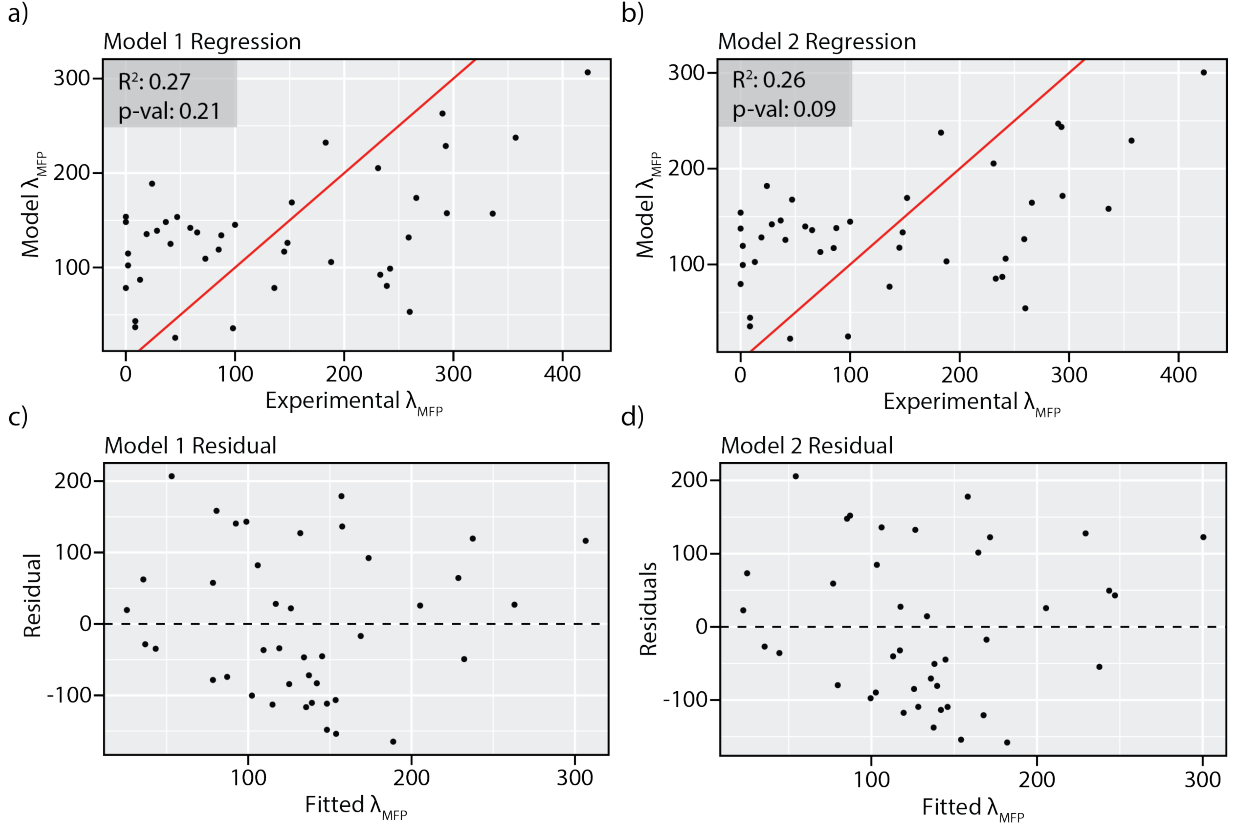 a)
Model 1 Regression
R²: 0.27
p-val: 0.21
300
200
100
Model λMFP
0 100 200 300 400
Experimental λMFP
b)
Model 2 Regression
R²: 0.26
p-val: 0.09
300
200
100
Model λMFP
0 100 200 300 400
Experimental λMFP
c)
Model 1 Residual
200
100
0
-100
Residual
100 200 300
Fitted λMFP
d)
Model 2 Residual
200
100
0
-100
Residuals
100 200 300
Fitted λMFP